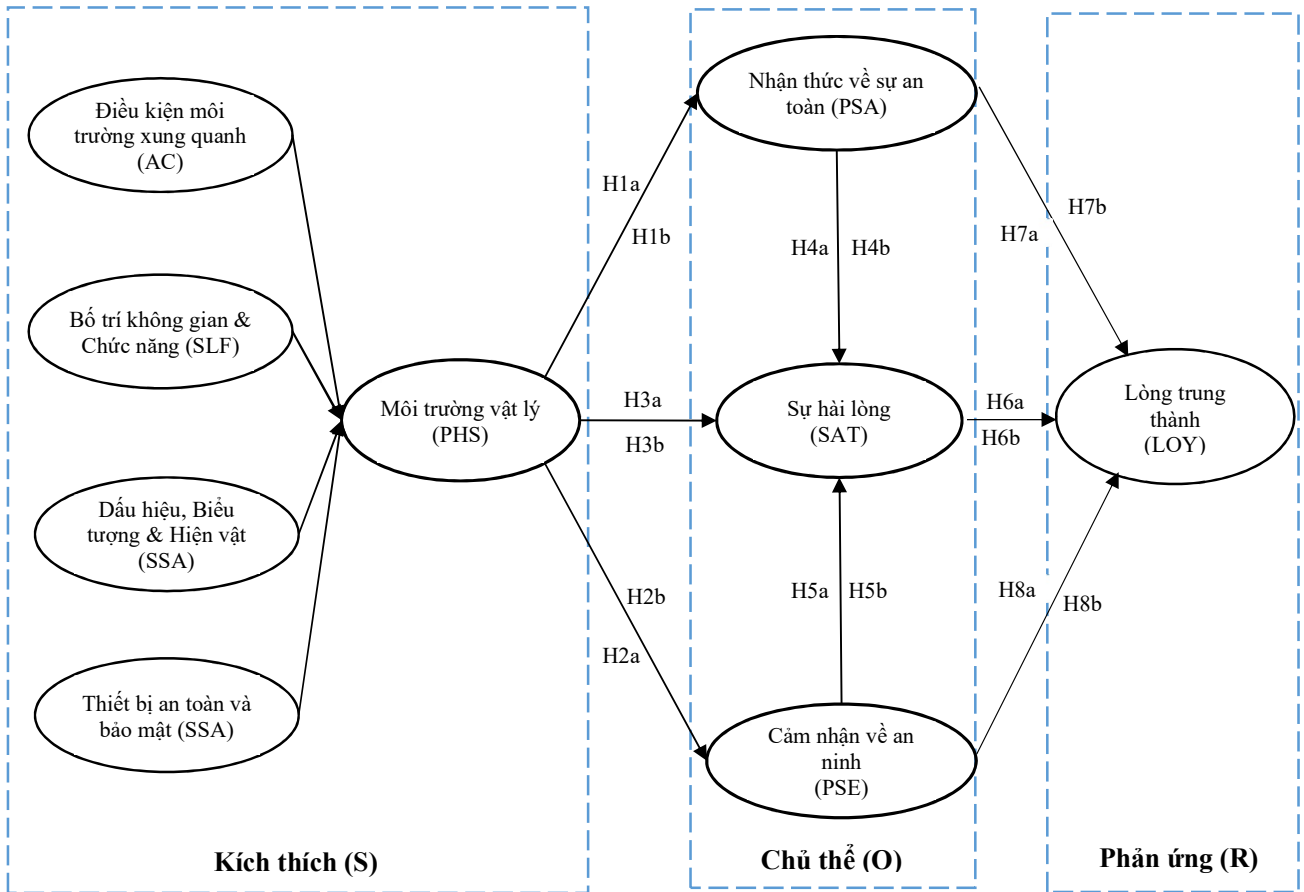 Điều kiện môi
trường xung quanh
(AC)
Bố trí không gian &
Chức năng (SLF)
Dấu hiệu, Biểu
tượng & Hiện vật
(SSA)
Thiết bị an toàn và
bảo mật (SSA)
Môi trường vật lý
(PHS)
Kích thích (S)
H1a
H1b
H3a
H3b
H2b
H2a
Nhận thức về sự an
toàn (PSA)
H4a
H4b
Sự hài lòng
(SAT)
H5a
H5b
Cảm nhận về an
ninh
(PSE)
Chủ thể (O)
H7b
H7a
H6a
H6b
H8a
H8b
Lòng trung
thành
(LOY)
Phản ứng (R)